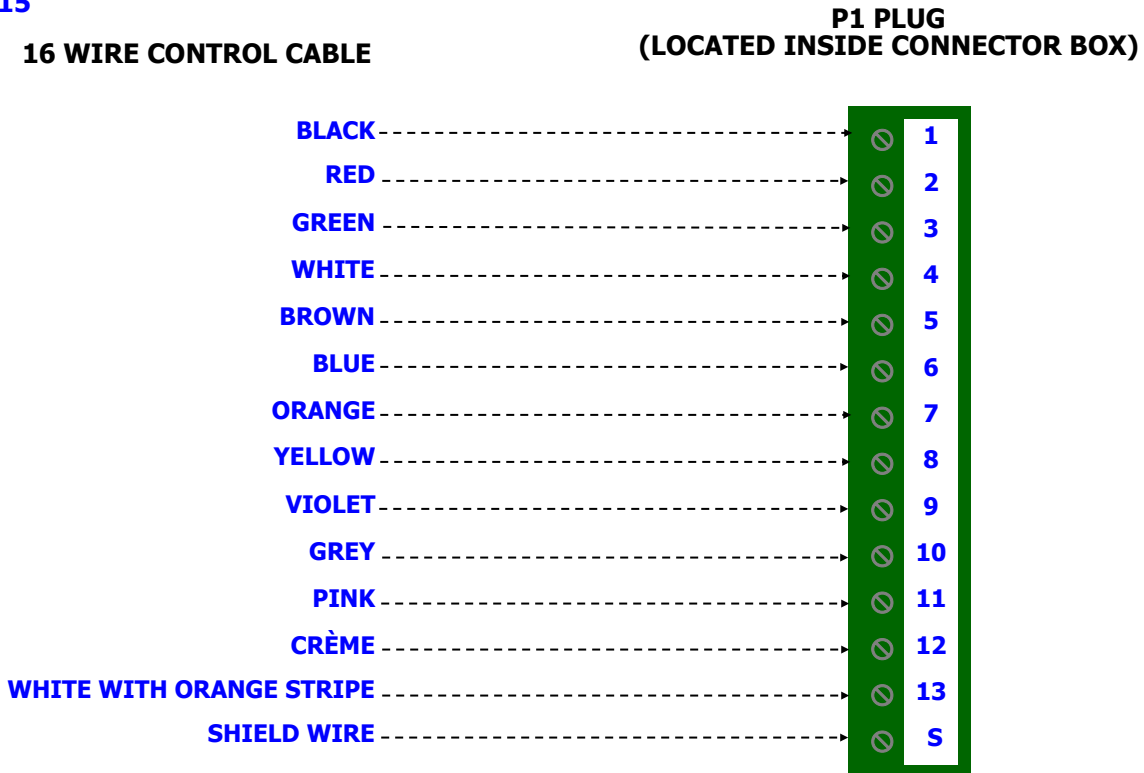 15
P1 PLUG
(LOCATED INSIDE CONNECTOR BOX)
16 WIRE CONTROL CABLE
BLACK 1
RED 2
GREEN 3
WHITE 4
BROWN 5
BLUE 6
ORANGE 7
YELLOW 8
VIOLET 9
GREY 10
PINK 11
CRÈME 12
WHITE WITH ORANGE STRIPE 13
SHIELD WIRE S